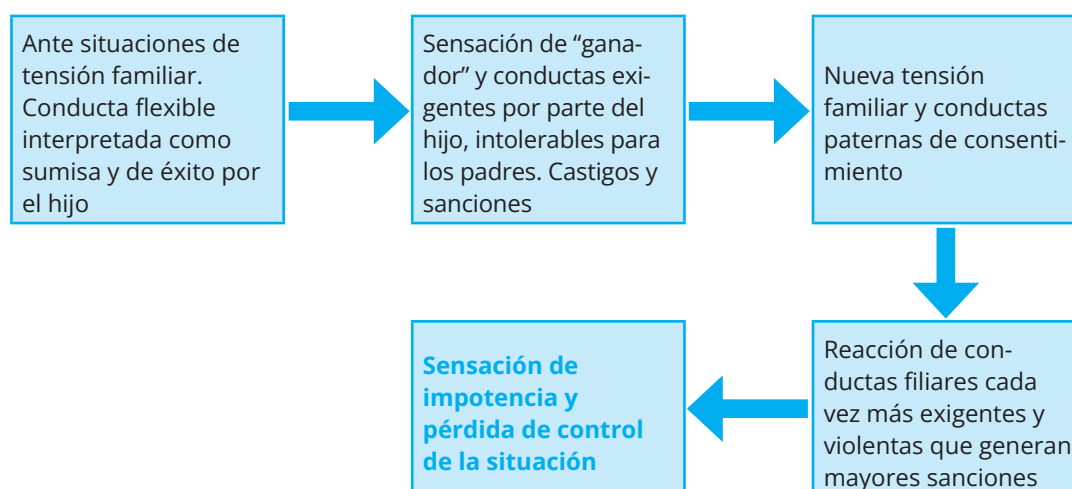 Ante situaciones de
tensión familiar.
Conducta flexible
interpretada como
sumisa y de éxito por
el hijo
Sensación de “gana-
dor” y conductas exi-
gentes por parte del
hijo, intolerables para
los padres. Castigos y
sanciones
Nueva tensión
familiar y conductas
paternas de consenti-
miento
Reacción de con-
ductas filiares cada
vez más exigentes y
violentas que generan
mayores sanciones
Sensación de
impotencia y
pérdida de control
de la situación